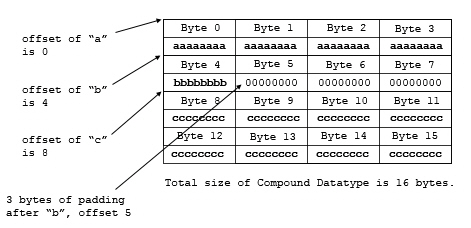 Byte 0 Byte 1 Byte 2 Byte 3
offset of “a”
is 0
aaaaaaaa aaaaaaaa aaaaaaaa aaaaaaaa
Byte 4 Byte 5 Byte 6 Byte 7
offset of “b”
is 4
bbbbbbbb 00000000 00000000 00000000
Byte 8 Byte 9 Byte 10 Byte 11
cccccccc cccccccc cccccccc cccccccc
offset of “c”
is 8
Byte 12 Byte 13 Byte 14 Byte 15
cccccccc cccccccc cccccccc cccccccc
Total size of Compound Datatype is 16 bytes.
3 bytes of padding
after “b”, offset 5